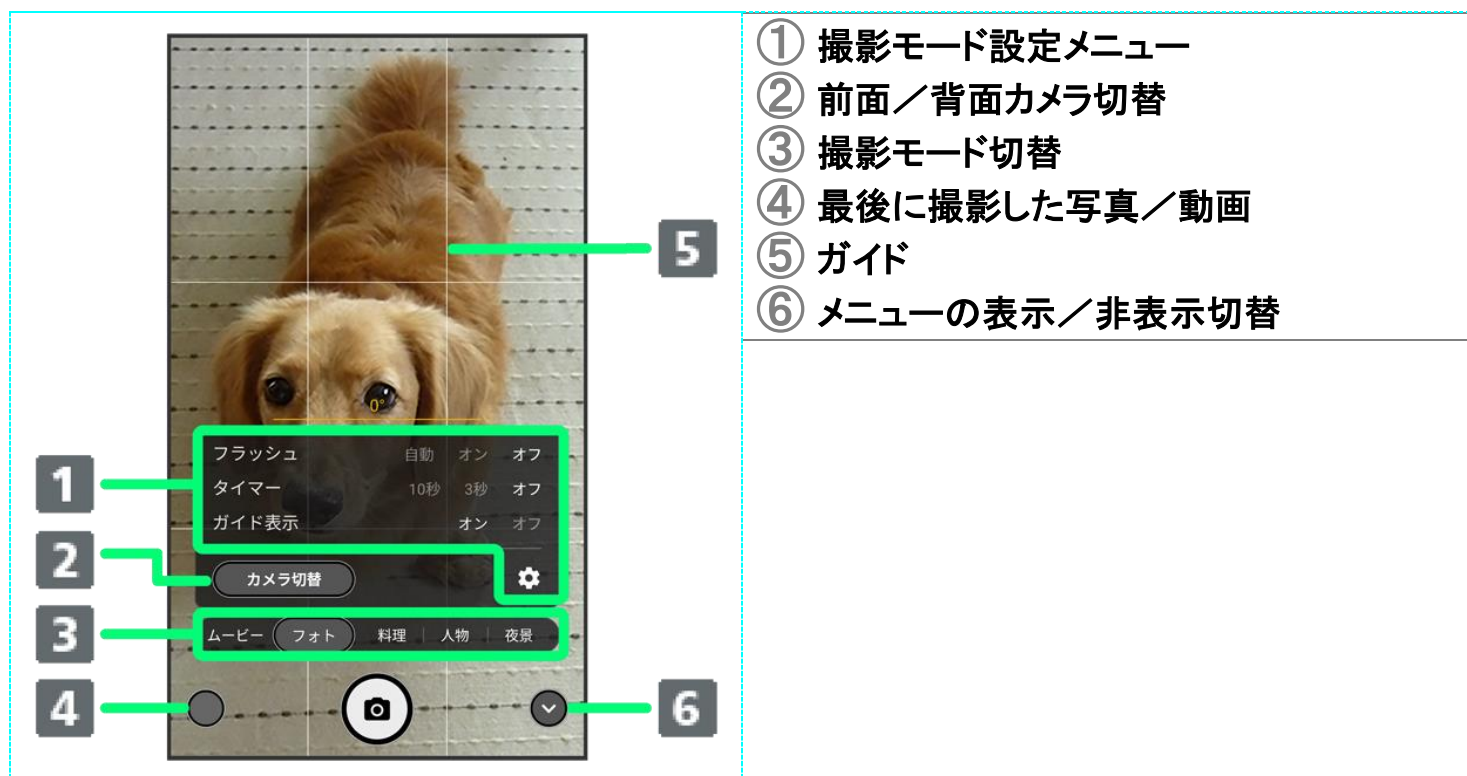 0°
フラッシュ 自動 オン オフ
タイマー 10秒 3秒 オフ
ガイド表示 オン オフ
カメラ切替
ムービー フォト 料理 人物 夜景
1
2
3
4
5
6
① 撮影モード設定メニュー
② 前面／背面カメラ切替
③ 撮影モード切替
④ 最後に撮影した写真／動画
⑤ ガイド
⑥ メニューの表示／非表示切替